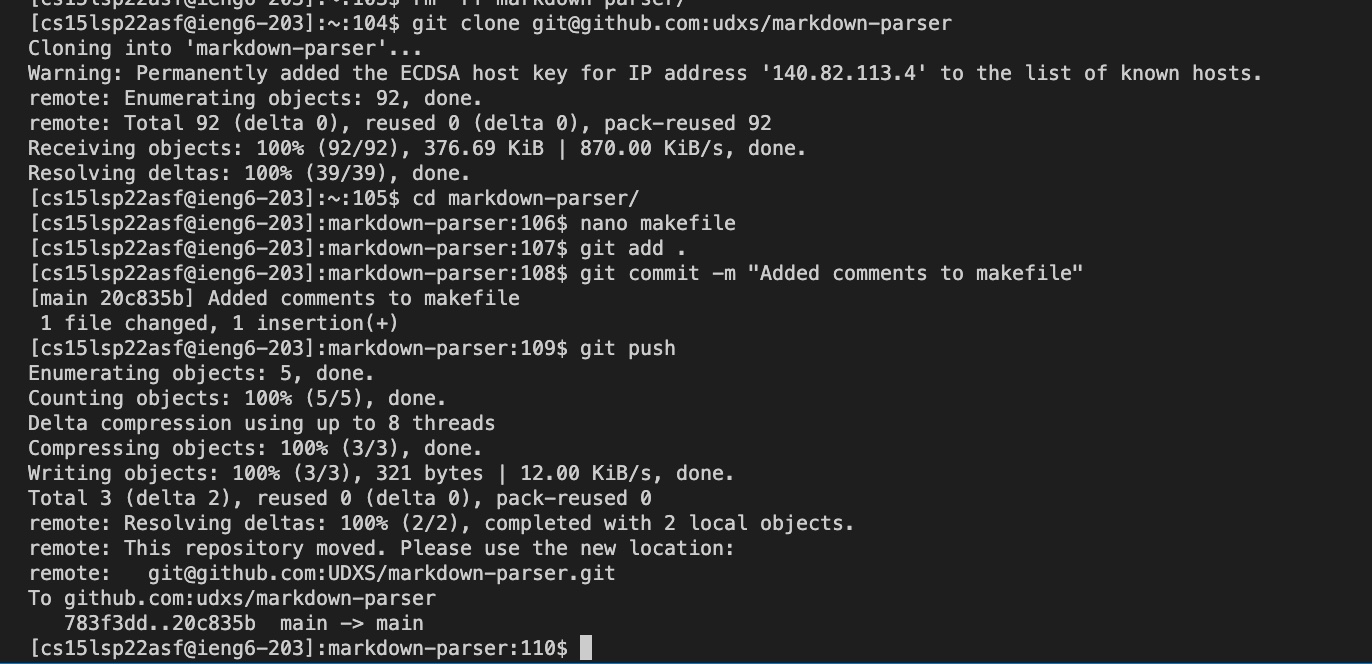 [cs15lsp22asf@ieng6-203]:~:103$ rm -rf markdown-parser/
[cs15lsp22asf@ieng6-203]:~:104$ git clone git@github.com:udxs/markdown-parser
Cloning into 'markdown-parser'...
Warning: Permanently added the ECDSA host key for IP address '140.82.113.4' to the list of known hosts.
remote: Enumerating objects: 92, done.
remote: Total 92 (delta 0), reused 0 (delta 0), pack-reused 92
Receiving objects: 100% (92/92), 376.69 KiB | 870.00 KiB/s, done.
Resolving deltas: 100% (39/39), done.
[cs15lsp22asf@ieng6-203]:~:105$ cd markdown-parser/
[cs15lsp22asf@ieng6-203]:markdown-parser:106$ nano makefile
[cs15lsp22asf@ieng6-203]:markdown-parser:107$ git add .
[cs15lsp22asf@ieng6-203]:markdown-parser:108$ git commit -m "Added comments to makefile"
[main 20c835b] Added comments to makefile
 1 file changed, 1 insertion(+)
[cs15lsp22asf@ieng6-203]:markdown-parser:109$ git push
Enumerating objects: 5, done.
Counting objects: 100% (5/5), done.
Delta compression using up to 8 threads
Compressing objects: 100% (3/3), done.
Writing objects: 100% (3/3), 321 bytes | 12.00 KiB/s, done.
Total 3 (delta 2), reused 0 (delta 0), pack-reused 0
remote: Resolving deltas: 100% (2/2), completed with 2 local objects.
remote: This repository moved. Please use the new location:
remote:   git@github.com:UDXS/markdown-parser.git
To github.com:udxs/markdown-parser
   783f3dd..20c835b  main -> main
[cs15lsp22asf@ieng6-203]:markdown-parser:110$